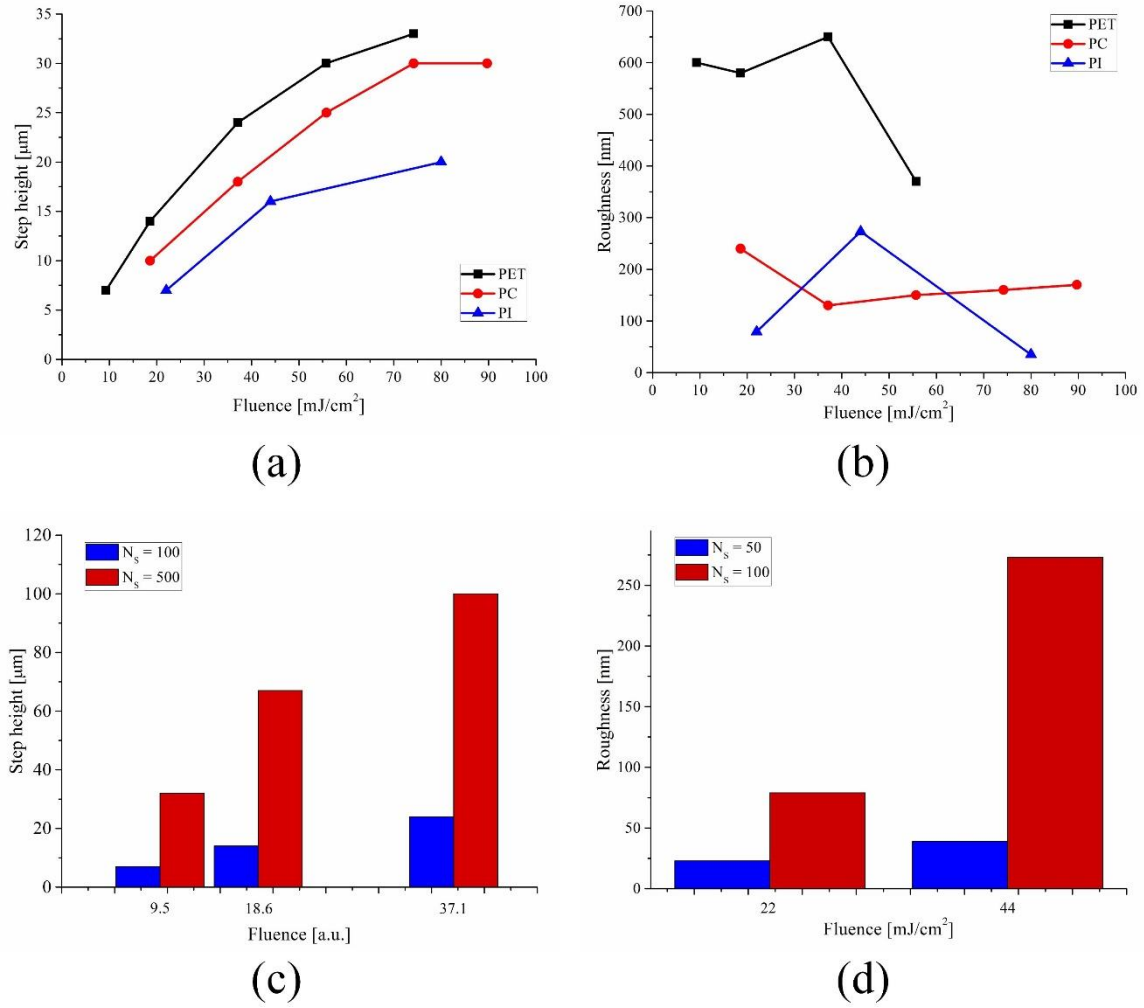 35
30
25
20
15
10
5
0
Step height [μm]
PET
PC
PI
0 10 20 30 40 50 60 70 80 90 100
Fluence [mJ/cm²]
(a)
700
600
500
400
300
200
100
0
Roughness [nm]
PET
PC
PI
0 10 20 30 40 50 60 70 80 90 100
Fluence [mJ/cm²]
(b)
120
100
80
60
40
20
0
Step height [μm]
Nₛ = 100
Nₛ = 500
9.5 18.6 37.1
Fluence [a.u.]
(c)
250
200
150
100
50
0
Roughness [nm]
Nₛ = 50
Nₛ = 100
22 44
Fluence [mJ/cm²]
(d)